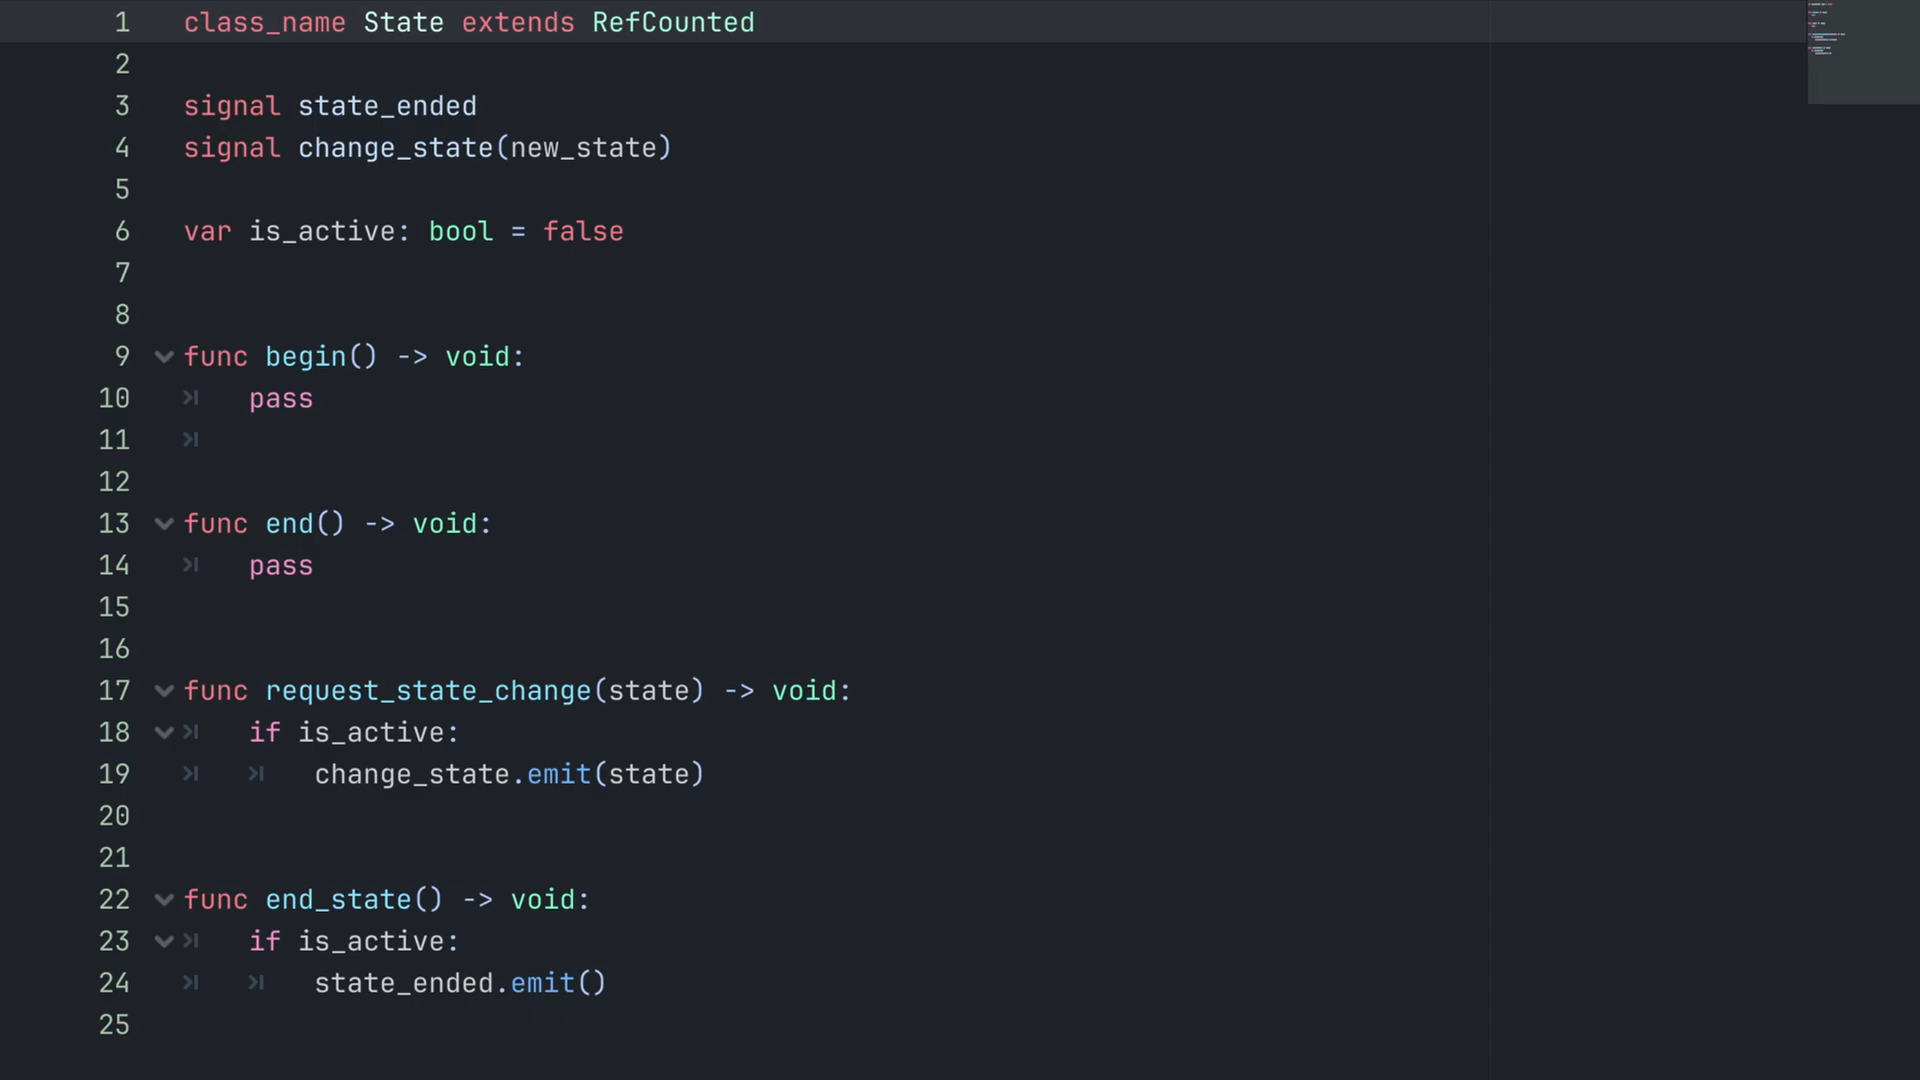 1 class_name State extends RefCounted
2
3 signal state_ended
4 signal change_state(new_state)
5
6 var is_active: bool = false
7
8
9 func begin() -> void:
10 pass
11
12
13 func end() -> void:
14 pass
15
16
17 func request_state_change(state) -> void:
18 if is_active:
19 change_state.emit(state)
20
21
22 func end_state() -> void:
23 if is_active:
24 state_ended.emit()
25